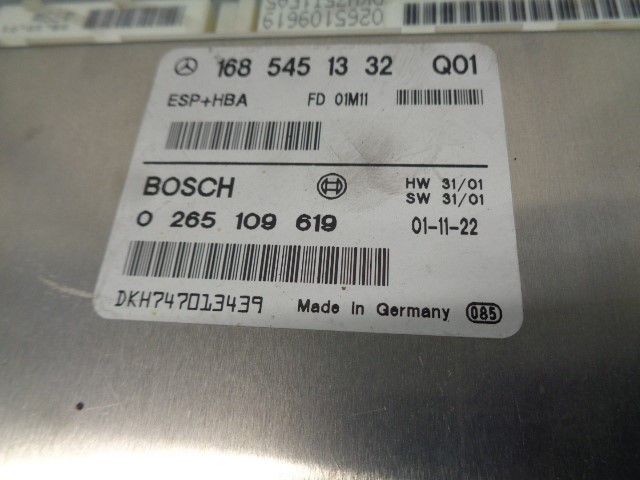 0265109619
168 545 13 32 Q01
ESP+HBA FD 01M11
BOSCH HW 31/01
SW 31/01
0 265 109 619 01-11-22
DKH747013439 Made in Germany 085